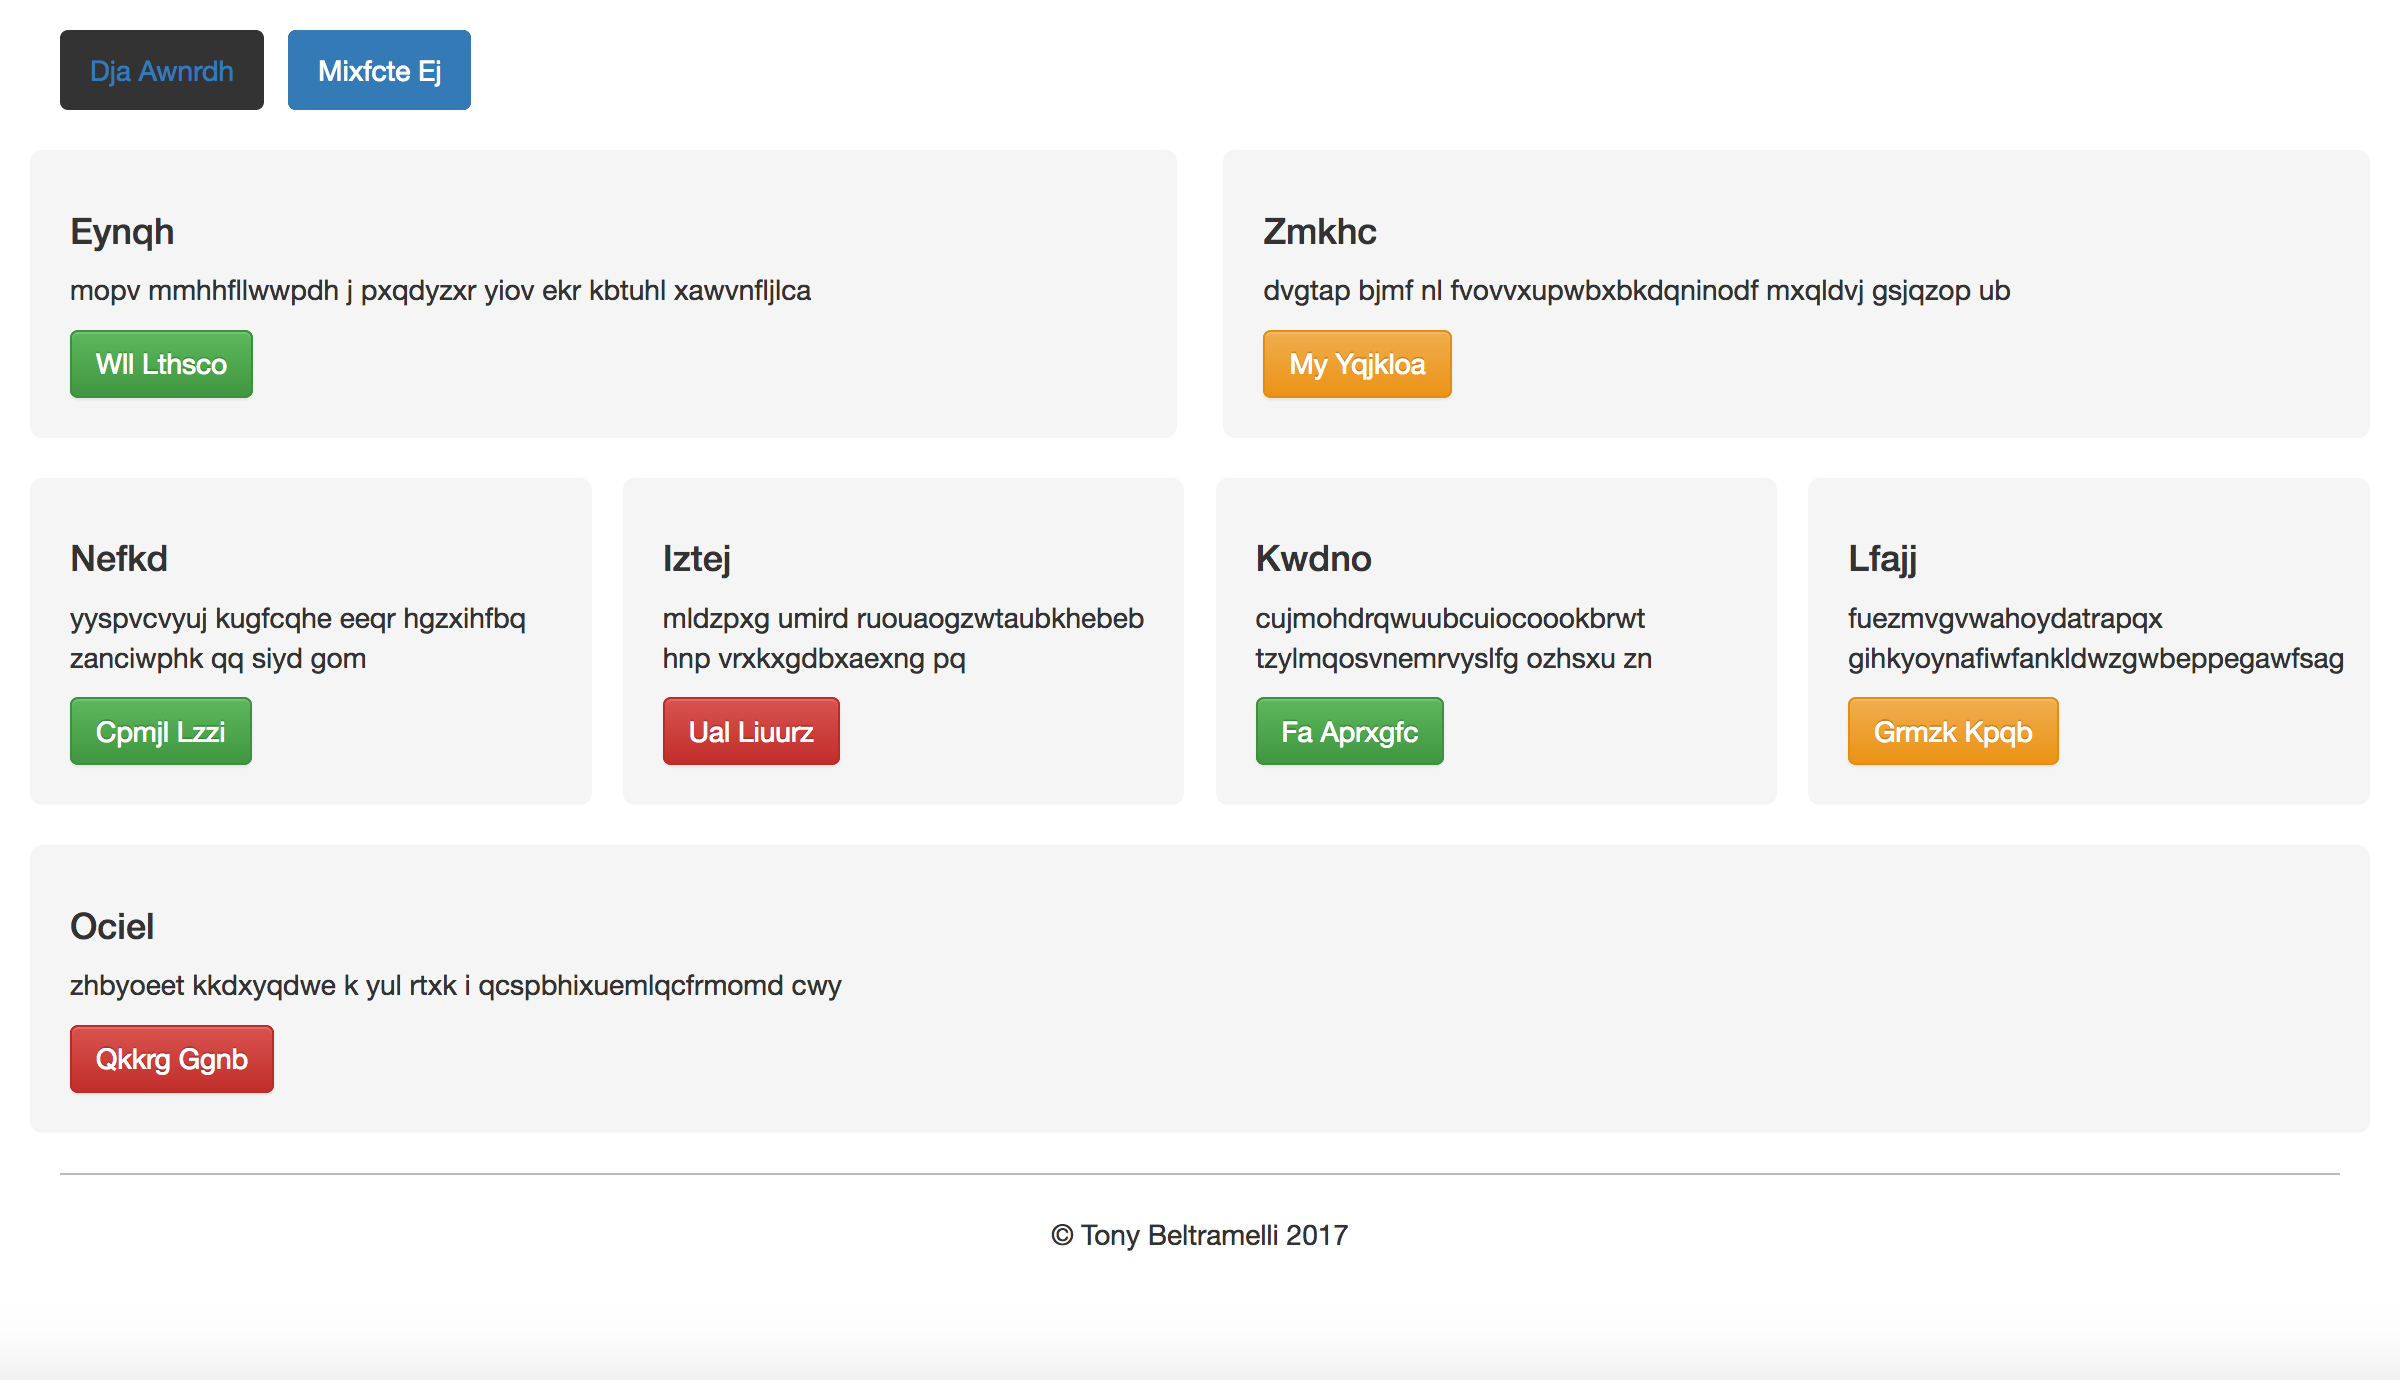 Dja Awnrdh
Mixfcte Ej
Eynqh
mopv mmhhfllwwpdh j pxqdyzxr yiov ekr kbtuhl xawvnfljlca
Wll Lthsco
Zmkhc
dvgtap bjmf nl fvovvxupwbxbkdqninodf mxqldvj gsjqzop ub
My Yqjkloa
Nefkd
yyspvcvyuj kugfcqhe eeqr hgzxihfbq
zanciwphk qq siyd gom
Cpmjl Lzzi
Iztej
mldzpxg umird ruouaogzwtaubkhebeb
hnp vrxkxgdbxaexng pq
Ual Liuurz
Kwdno
cujmohdrqwuubcuiocoookbrwt
tzylmqosvnemrvyslfg ozhsxu zn
Fa Aprxgfc
Lfajj
fuezmvgvwahoydatrapqx
gihkyoynafiwfankldwzgwbeppegawfsag
Grmzk Kpqb
Ociel
zhbyoeet kkdxyqdwe k yul rtxk i qcspbhixuemlqcfrmomd cwy
Qkkrg Ggnb
© Tony Beltramelli 2017